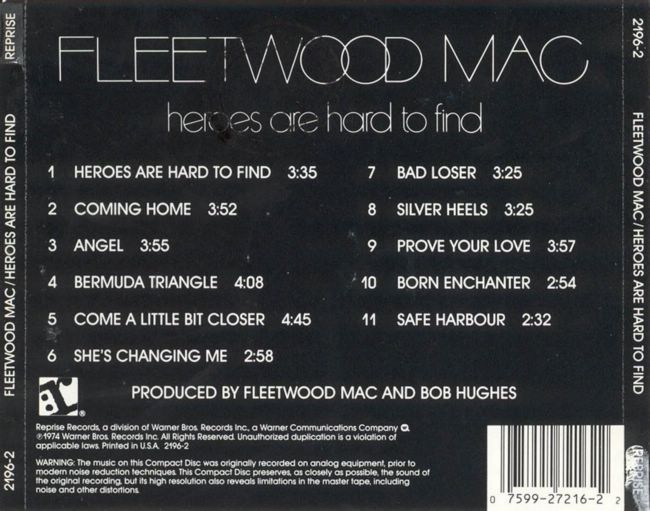 FLEETWOOD MAC
heroes are hard to find
1 HEROES ARE HARD TO FIND 3:35
2 COMING HOME 3:52
3 ANGEL 3:55
4 BERMUDA TRIANGLE 4:08
5 COME A LITTLE BIT CLOSER 4:45
6 SHE'S CHANGING ME 2:58
7 BAD LOSER 3:25
8 SILVER HEELS 3:25
9 PROVE YOUR LOVE 3:57
10 BORN ENCHANTER 2:54
11 SAFE HARBOUR 2:32
PRODUCED BY FLEETWOOD MAC AND BOB HUGHES
r®
Reprise Records, a division of Warner Bros. Records Inc., a Warner Communications Company
℗1974 Warner Bros. Records Inc. All Rights Reserved. Unauthorized duplication is a violation of
applicable laws. Printed in U.S.A. 2196-2
WARNING: The music on this Compact Disc was originally recorded on analog equipment, prior to
modern noise reduction techniques. This Compact Disc preserves, as closely as possible, the sound of
the original recording, but its high resolution also reveals limitations in the master tape, including
noise and other distortions.
0 7599-27216-2 2
REPRISE
FLEETWOOD MAC/HEROES ARE HARD TO FIND
2196-2
2196-2
FLEETWOOD MAC/HEROES ARE HARD TO FIND
REPRISE